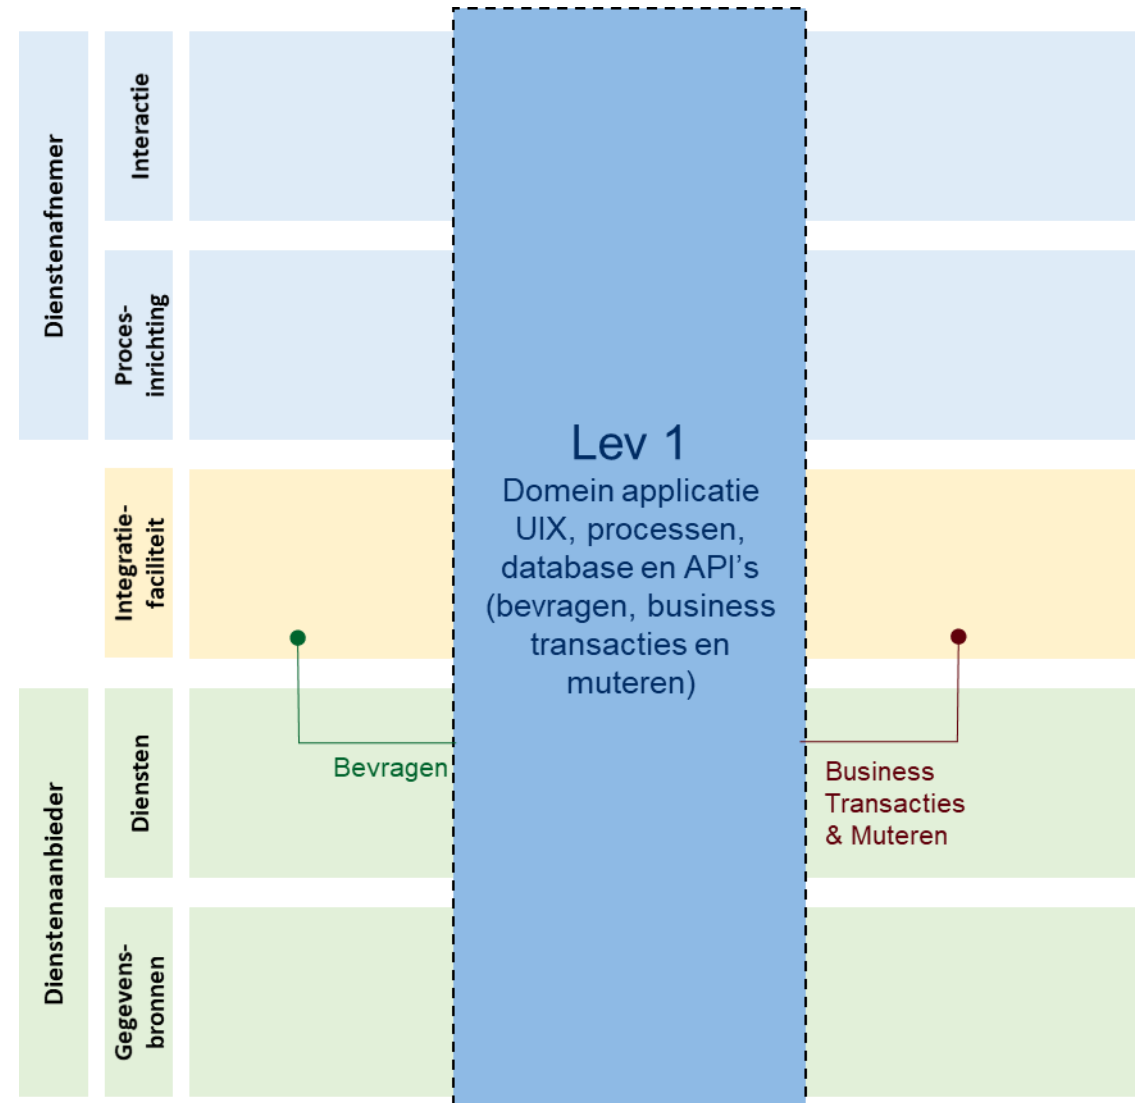 Dienstenafnemer
Interactie
Proces-
inrichting
Integratie-
faciliteit
Dienstenaanbieder
Diensten
Gegevens-
bronnen
Lev 1
Domein applicatie
UIX, processen,
database en API’s
(bevragen, business
transacties en
muteren)
Bevragen
Business
Transacties
& Muteren